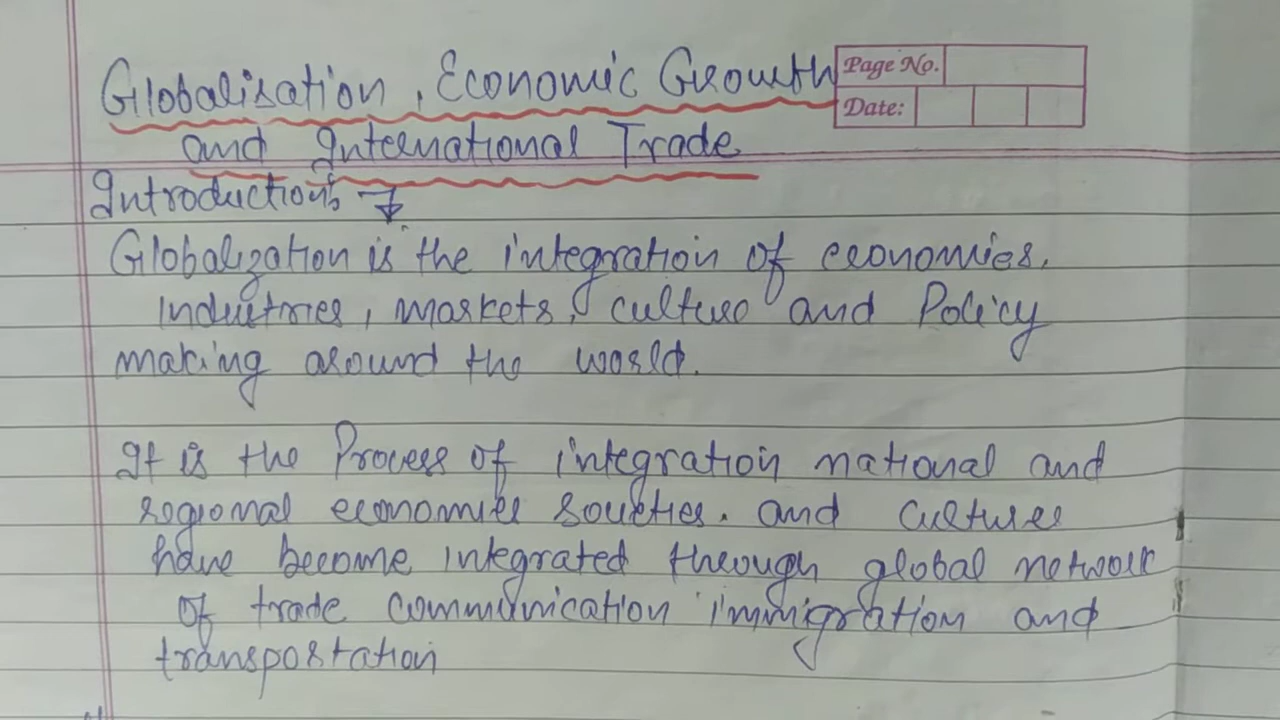 Globalisation, Economic Growth
Page No.
Date:
and International Trade
Introduction:
Globalization is the integration of economies,
industries, markets, culture and Policy
making around the world.
It is the Process of integration national and
regional economies societies. and cultures
have become integrated through global network
of trade communication immigration and
transportation